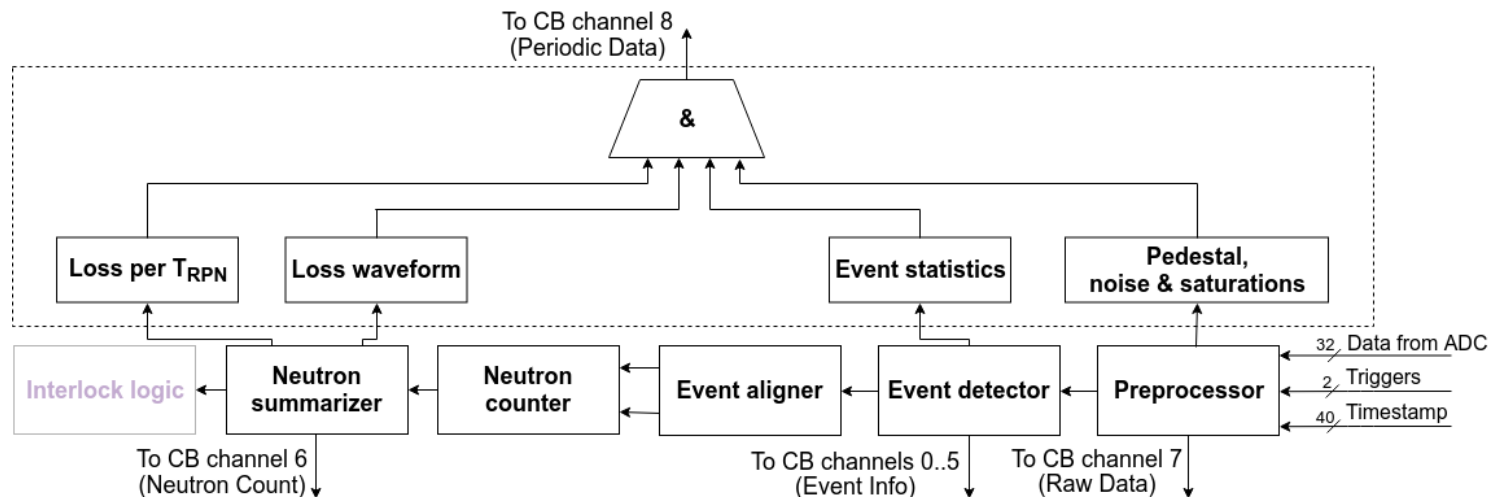 To CB channel 8
(Periodic Data)
&
Loss per TRPN
Loss waveform
Event statistics
Pedestal,
noise & saturations
Interlock logic
Neutron
summarizer
Neutron
counter
Event aligner
Event detector
Preprocessor
32 Data from ADC
2 Triggers
40 Timestamp
To CB channel 6
(Neutron Count)
To CB channels 0..5
(Event Info)
To CB channel 7
(Raw Data)